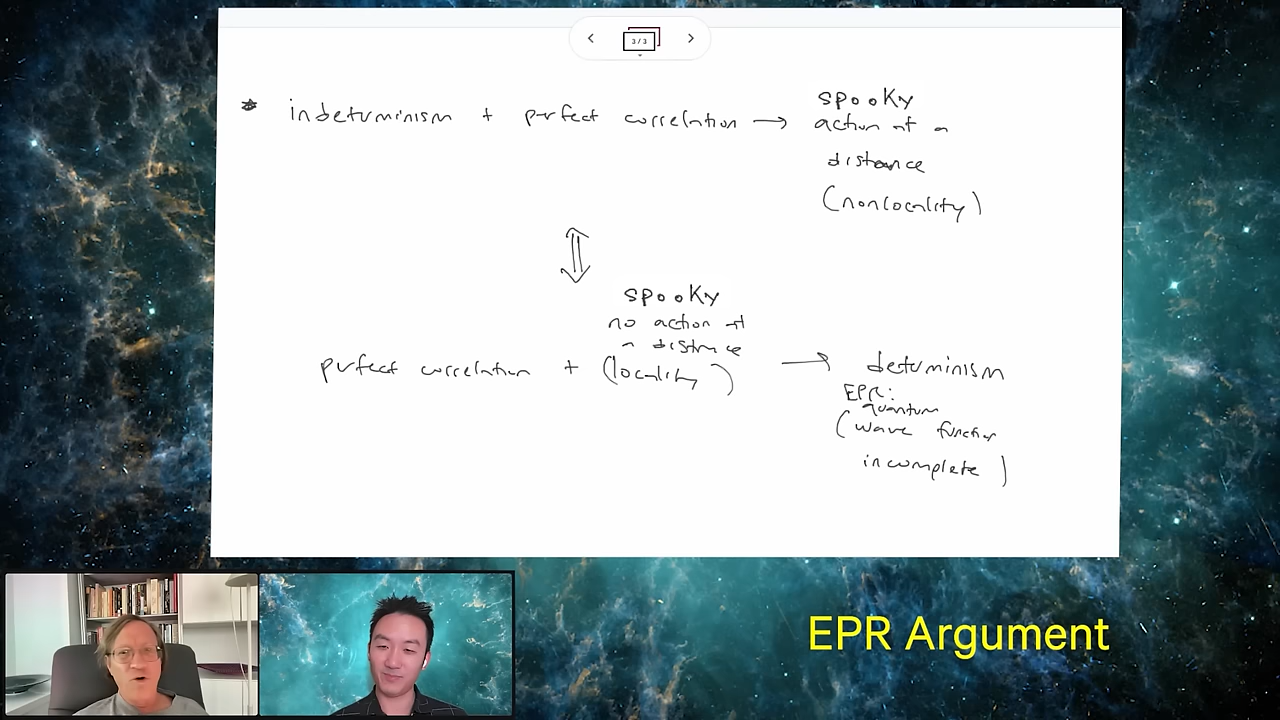 3 / 3
* indeterminism + perfect correlation → spooky
action at a
distance
(nonlocality)
⇕
spooky
no action at
a distance
perfect correlation + (locality) → determinism
EPR:
quantum
(wave function
incomplete)
EPR Argument